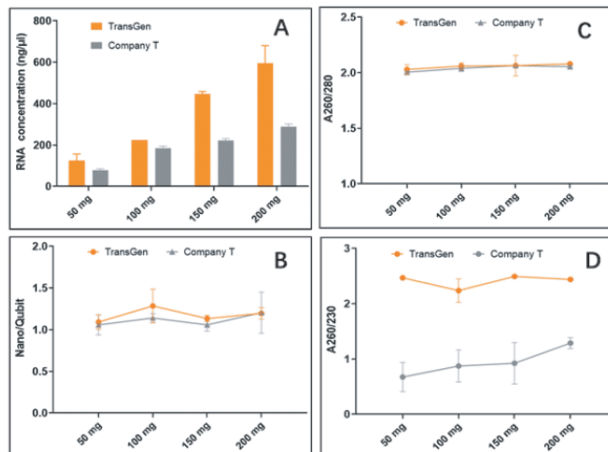 A
TransGen
Company T
RNA concentration (ng/µl)
800
600
400
200
0
50 mg
100 mg
150 mg
200 mg
C
TransGen
Company T
A260/280
2.5
2.0
1.5
1.0
50 mg
100 mg
150 mg
200 mg
B
TransGen
Company T
Nano/Qubit
2.0
1.5
1.0
0.5
0.0
50 mg
100 mg
150 mg
200 mg
D
TransGen
Company T
A260/230
3
2
1
0
50 mg
100 mg
150 mg
200 mg